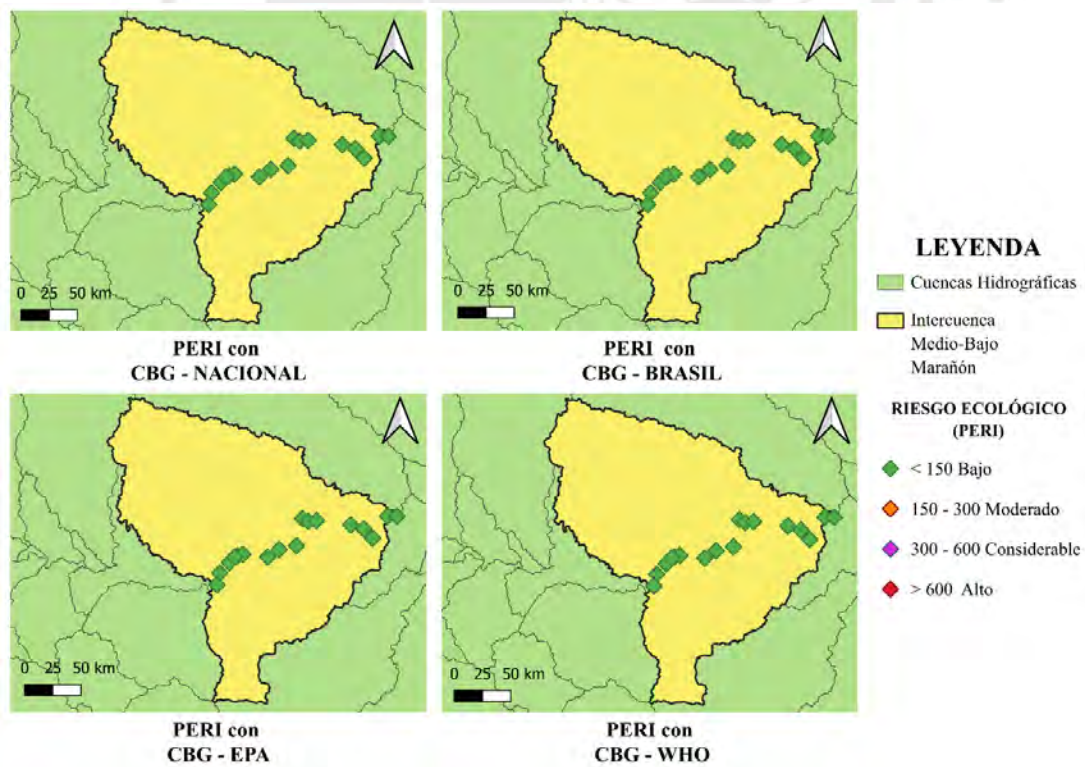 0 25 50 km
0 25 50 km
PERI con
CBG - NACIONAL
PERI con
CBG - BRASIL
0 25 50 km
0 25 50 km
PERI con
CBG - EPA
PERI con
CBG - WHO
LEYENDA
Cuencas Hidrográficas
Intercuenca
Medio-Bajo
Marañón
RIESGO ECOLÓGICO
(PERI)
< 150 Bajo
150 - 300 Moderado
300 - 600 Considerable
> 600 Alto